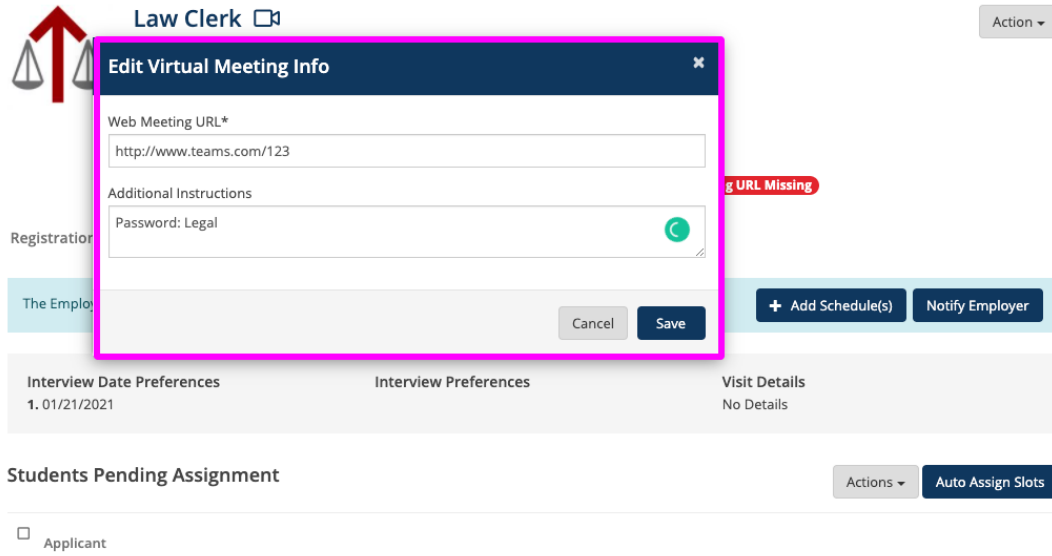 Law Clerk
Action
Edit Virtual Meeting Info
Web Meeting URL*
http://www.teams.com/123
Additional Instructions
Password: Legal
URL Missing
Registration
The
Cancel
Save
+ Add Schedule(s)
Notify Employer
Interview Date Preferences
Interview Preferences
Visit Details
1. 01/21/2021
No Details
Students Pending Assignment
Actions
Auto Assign Slots
Applicant